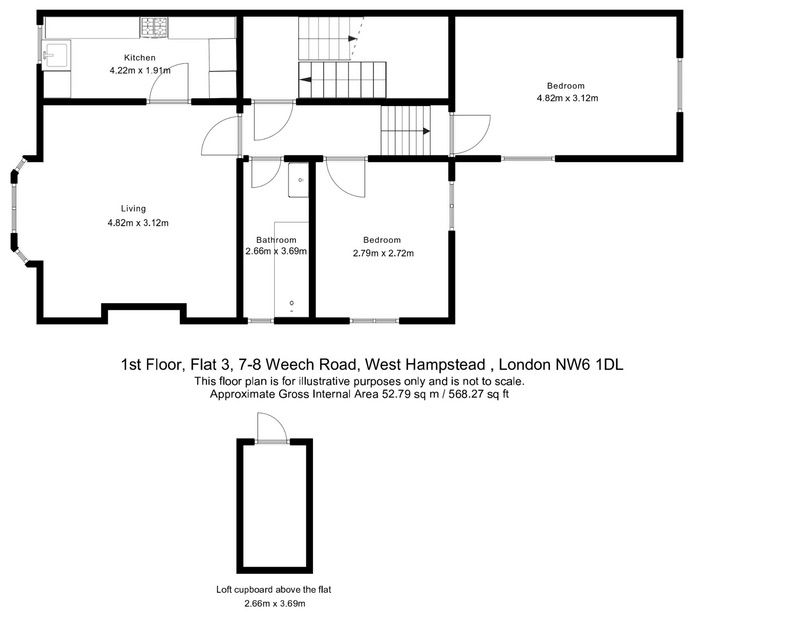 Kitchen
4.22m x 1.91m
Bedroom
4.82m x 3.12m
Living
4.82m x 3.12m
Bathroom
2.66m x 3.69m
Bedroom
2.79m x 2.72m
1st Floor, Flat 3, 7-8 Weech Road, West Hampstead , London NW6 1DL
This floor plan is for illustrative purposes only and is not to scale.
Approximate Gross Internal Area 52.79 sq m / 568.27 sq ft
Loft cupboard above the flat
2.66m x 3.69m